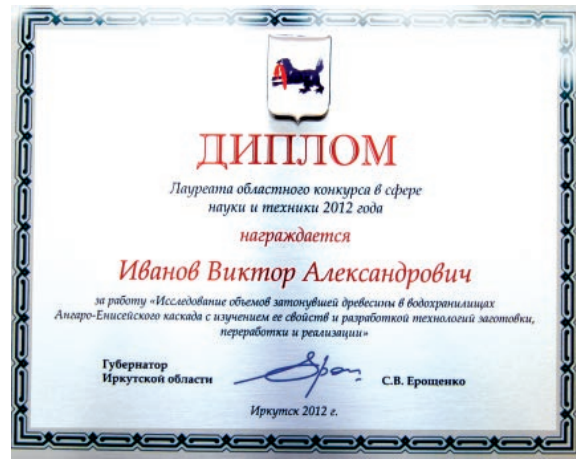 ДИПЛОМ
Лауреата областного конкурса в сфере
науки и техники 2012 года
награждается
Иванов Виктор Александрович
за работу «Исследование объемов затонувшей древесины в водохранилищах
Ангаро-Енисейского каскада с изучением ее свойств и разработкой технологий заготовки,
переработки и реализации»
Губернатор
Иркутской области
С.В. Ерощенко
Иркутск 2012 г.